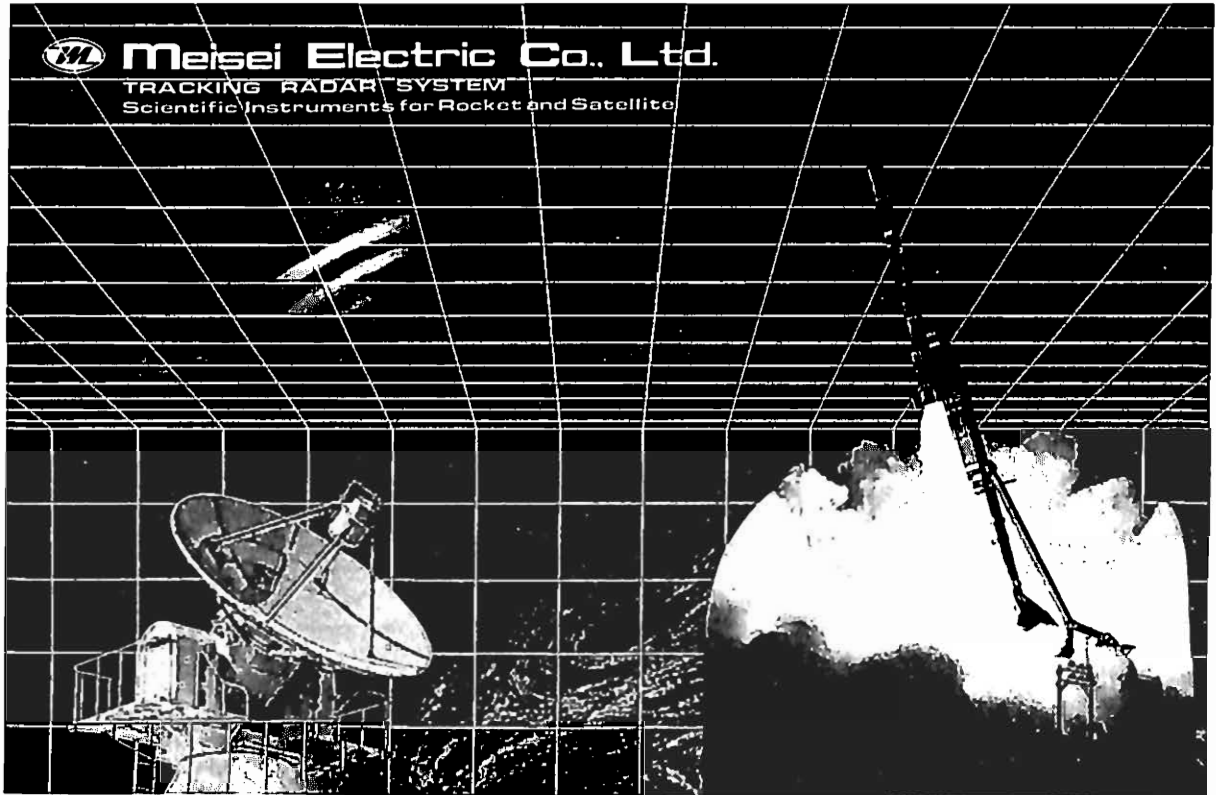 Meisei Electric Co., Ltd.
TRACKING RADAR SYSTEM
Scientific Instruments for Rocket and Satellite